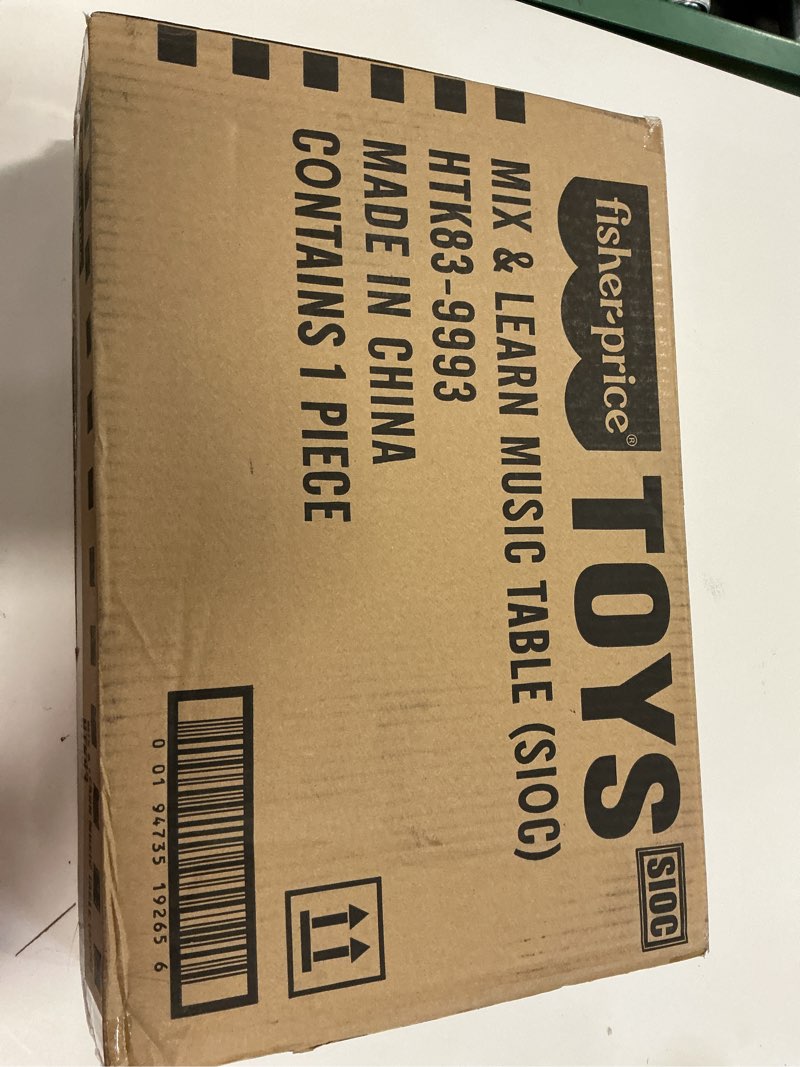 fisher-price® TOYS
SIOC
MIX & LEARN MUSIC TABLE (SIOC)
HTK83-9993
MADE IN CHINA
CONTAINS 1 PIECE
0 01 94735 19265 6